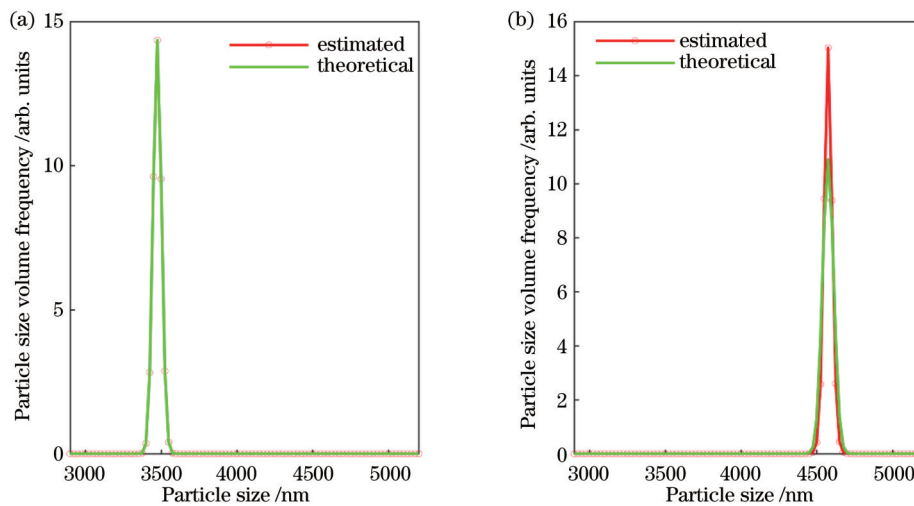 (a)
Particle size volume frequency /arb. units
15
10
5
0
estimated
theoretical
3000 3500 4000 4500 5000
Particle size /nm
(b)
Particle size volume frequency /arb. units
16
14
12
10
8
6
4
2
0
estimated
theoretical
3000 3500 4000 4500 5000
Particle size /nm